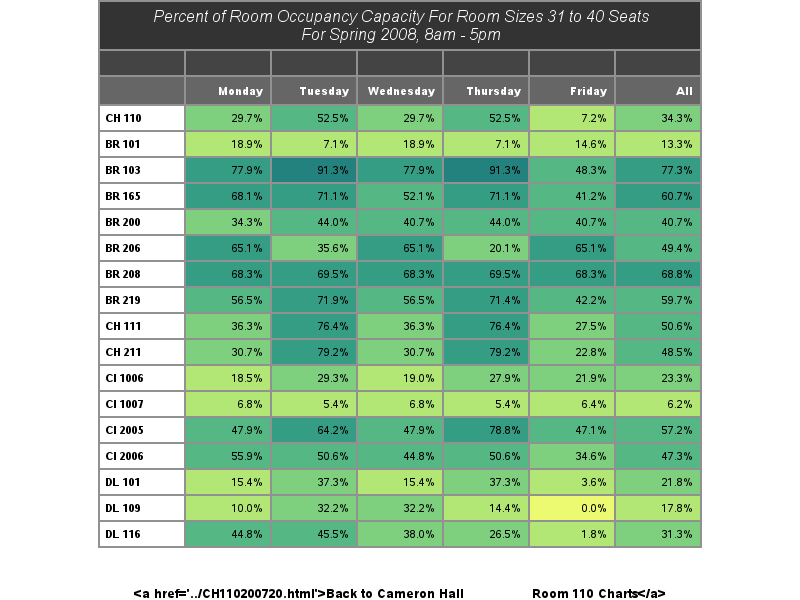 Percent of Room Occupancy Capacity For Room Sizes 31 to 40 Seats
For Spring 2008, 8am - 5pm
Monday Tuesday Wednesday Thursday Friday All
CH 110 29.7% 52.5% 29.7% 52.5% 7.2% 34.3%
BR 101 18.9% 7.1% 18.9% 7.1% 14.6% 13.3%
BR 103 77.9% 91.3% 77.9% 91.3% 48.3% 77.3%
BR 165 68.1% 71.1% 52.1% 71.1% 41.2% 60.7%
BR 200 34.3% 44.0% 40.7% 44.0% 40.7% 40.7%
BR 206 65.1% 35.6% 65.1% 20.1% 65.1% 49.4%
BR 208 68.3% 69.5% 68.3% 69.5% 68.3% 68.8%
BR 219 56.5% 71.9% 56.5% 71.4% 42.2% 59.7%
CH 111 36.3% 76.4% 36.3% 76.4% 27.5% 50.6%
CH 211 30.7% 79.2% 30.7% 79.2% 22.8% 48.5%
CI 1006 18.5% 29.3% 19.0% 27.9% 21.9% 23.3%
CI 1007 6.8% 5.4% 6.8% 5.4% 6.4% 6.2%
CI 2005 47.9% 64.2% 47.9% 78.8% 47.1% 57.2%
CI 2006 55.9% 50.6% 44.8% 50.6% 34.6% 47.3%
DL 101 15.4% 37.3% 15.4% 37.3% 3.6% 21.8%
DL 109 10.0% 32.2% 32.2% 14.4% 0.0% 17.8%
DL 116 44.8% 45.5% 38.0% 26.5% 1.8% 31.3%
<a href='../CH110200720.html'>Back to Cameron Hall Room 110 Charts</a>